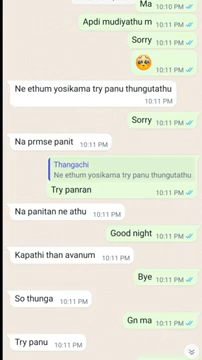 Ma 10:10 PM
Apdi mudiyathu m 10:10 PM
Sorry 10:10 PM
🥺 10:11 PM
Ne ethum yosikama try panu thungutathu
10:11 PM
Sorry 10:11 PM
Na prmse panit 10:11 PM
Thangachi
Ne ethum yosikama try panu thungutathu
Try panran 10:11 PM
Na panitan ne athu 10:11 PM
Good night 10:11 PM
Kapathi than avanum 10:11 PM
Bye 10:11 PM
So thunga 10:11 PM
Gn ma 10:11 PM
Try panu 10:11 PM